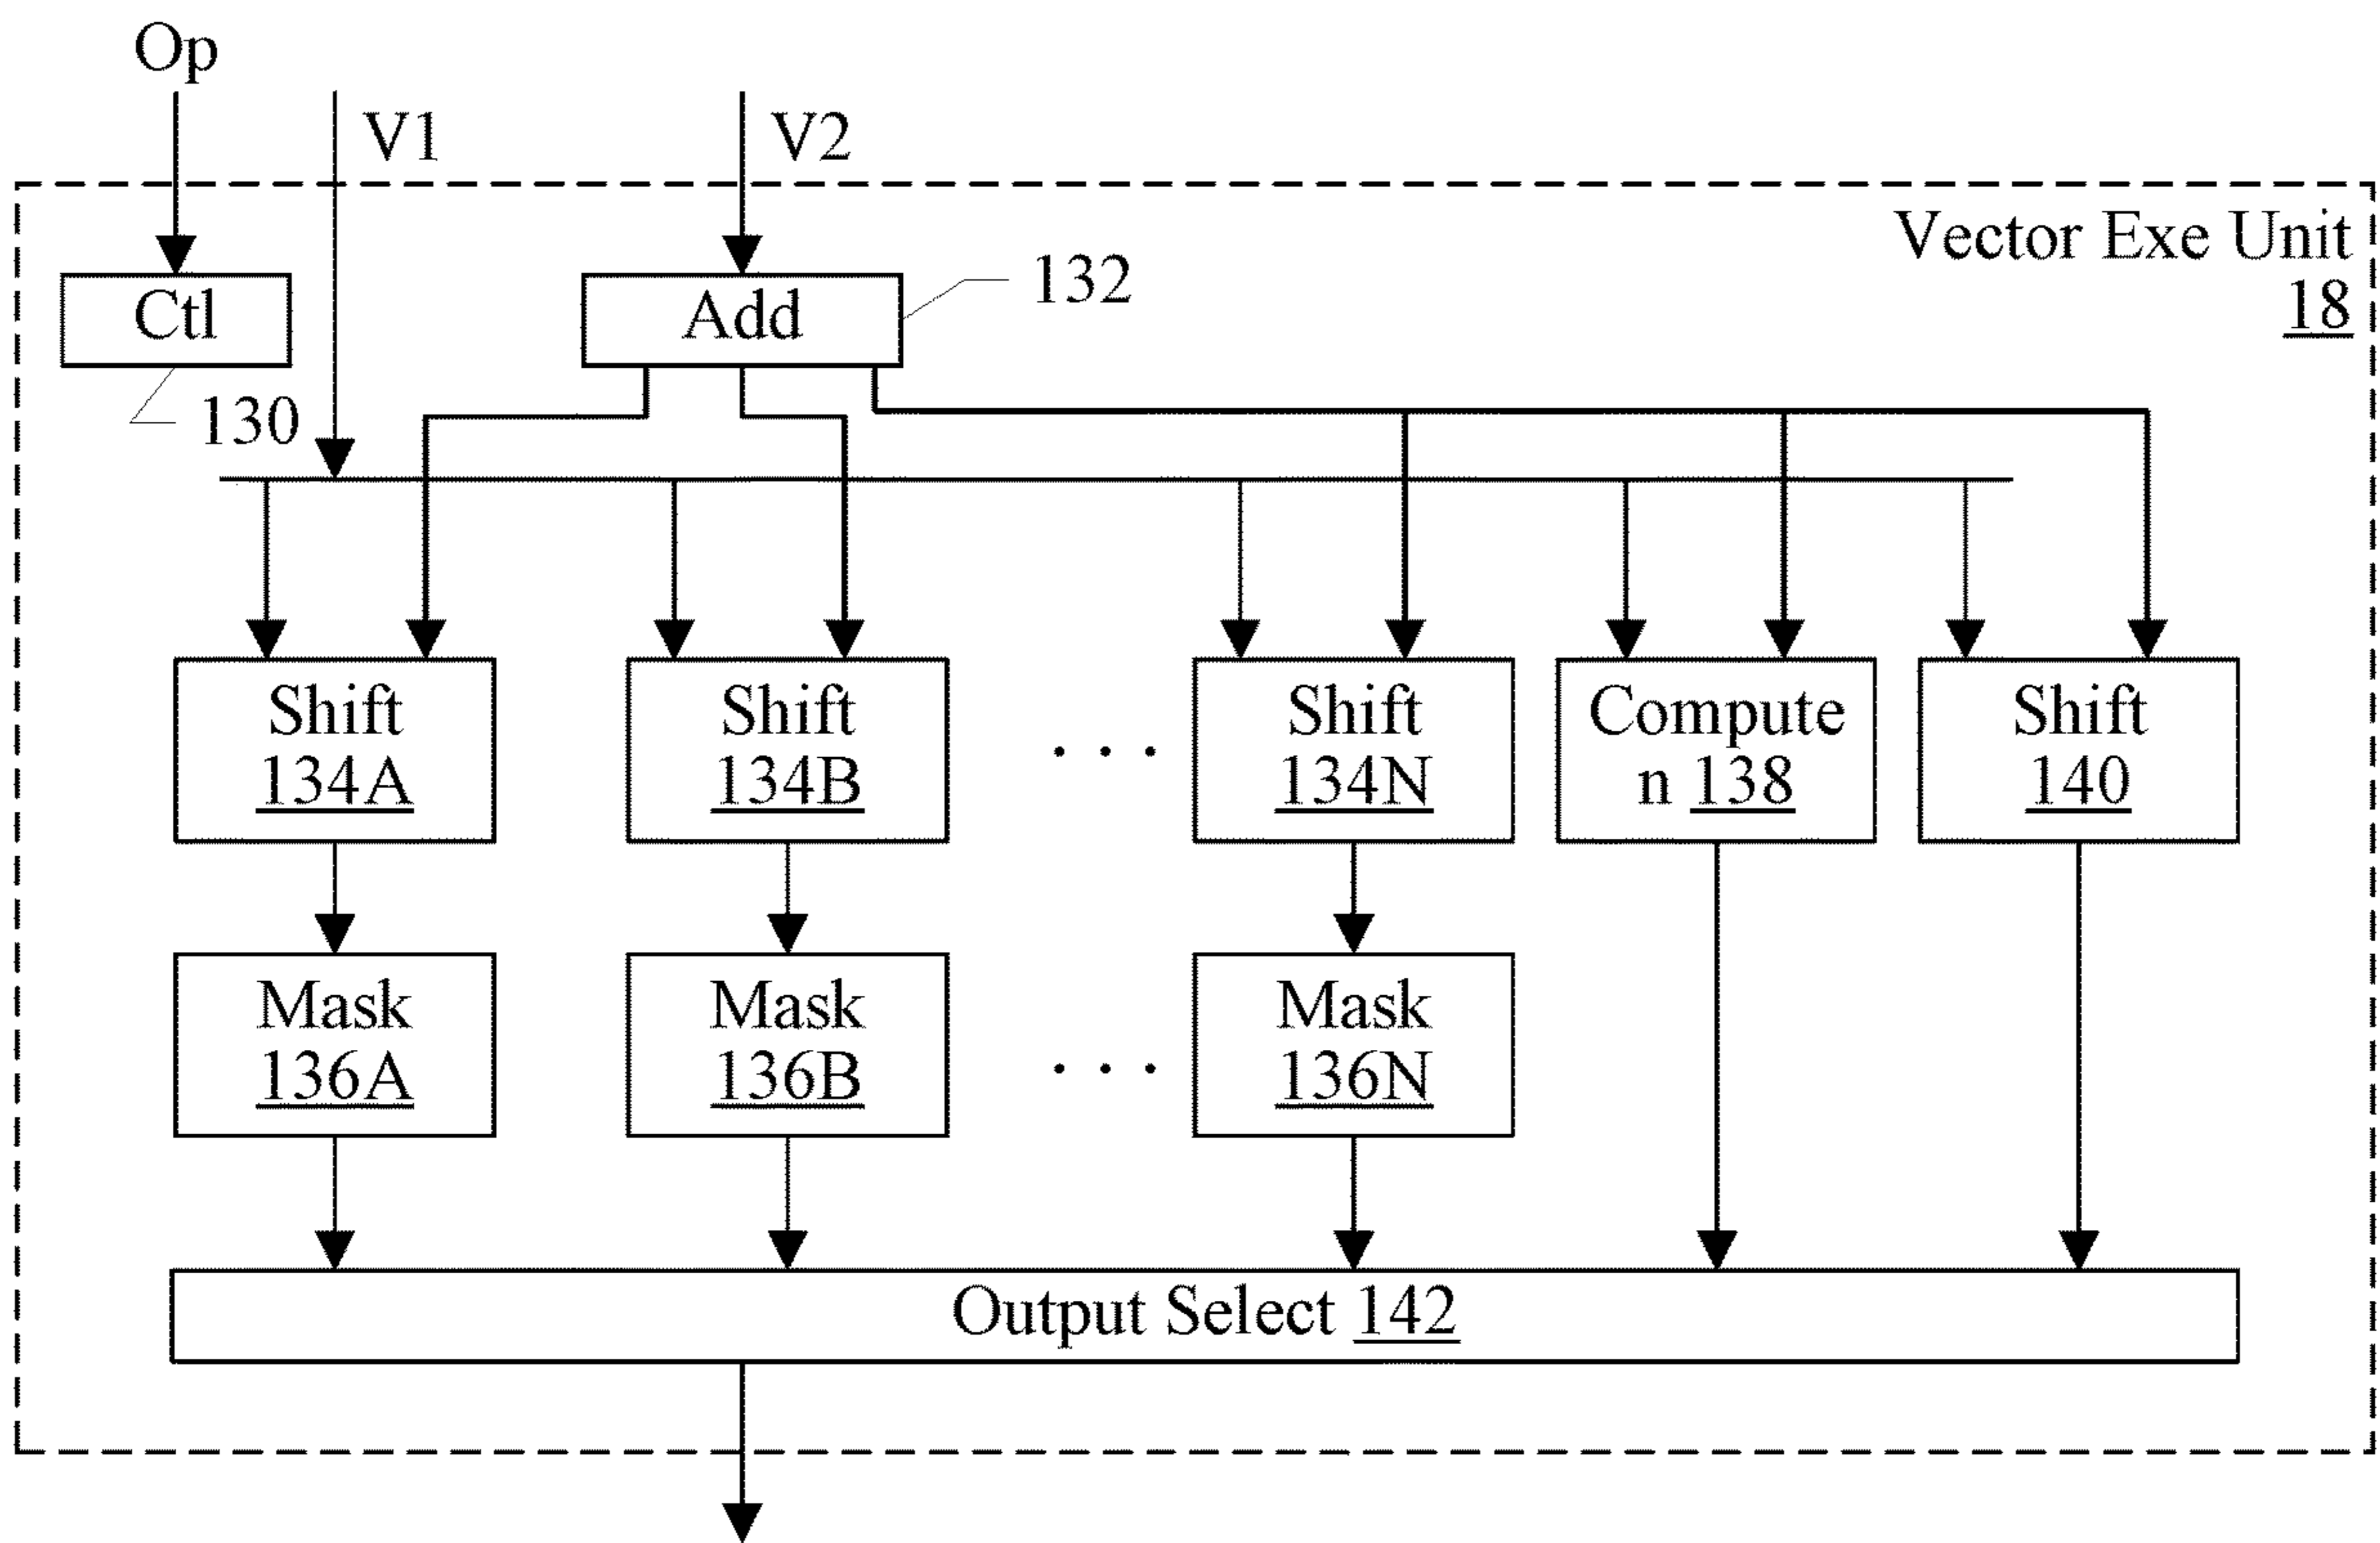 Op
V1
V2
Vector Exe Unit
18
Ctl
130
Add
132
Shift
134A
Shift
134B
. . .
Shift
134N
Compute
n 138
Shift
140
Mask
136A
Mask
136B
. . .
Mask
136N
Output Select 142